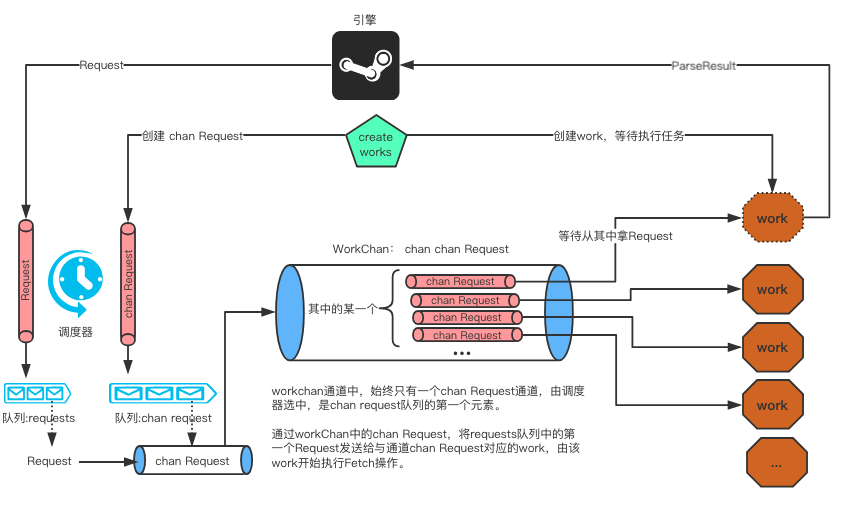 引擎
Request
ParseResult
创建 chan Request
create
works
创建work，等待执行任务
work
等待从其中拿Request
Request
chan Request
WorkChan： chan chan Request
chan Request
其中的某一个
chan Request
chan Request
chan Request
...
work
work
work
...
调度器
队列:requests
队列:chan request
Request
chan Request
workchan通道中，始终只有一个chan Request通道，由调度
器选中，是chan request队列的第一个元素。
通过workChan中的chan Request，将requests队列中的第
一个Request发送给与通道chan Request对应的work，由该
work开始执行Fetch操作。